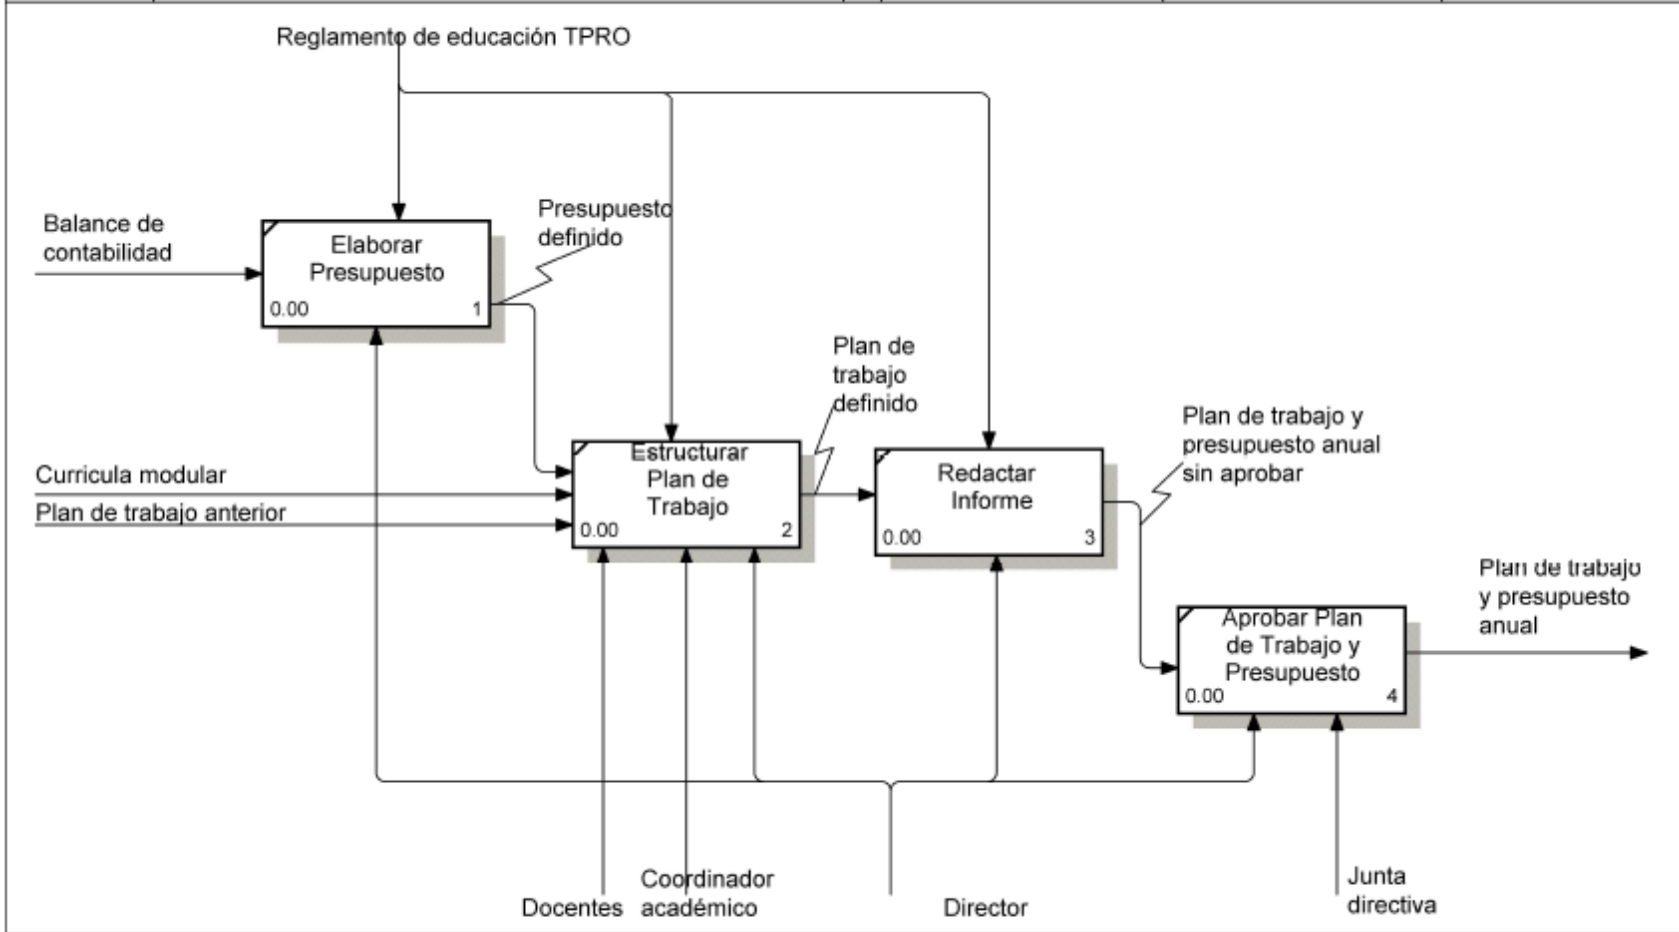 Reglamento de educación TPRO
Balance de
contabilidad
Elaborar
Presupuesto
0.00 1
Presupuesto
definido
Plan de
trabajo
definido
Curricula modular
Plan de trabajo anterior
Estructurar
Plan de
Trabajo
0.00 2
Redactar
Informe
0.00 3
Plan de trabajo y
presupuesto anual
sin aprobar
Aprobar Plan
de Trabajo y
Presupuesto
0.00 4
Plan de trabajo
y presupuesto
anual
Docentes
Coordinador
académico
Director
Junta
directiva